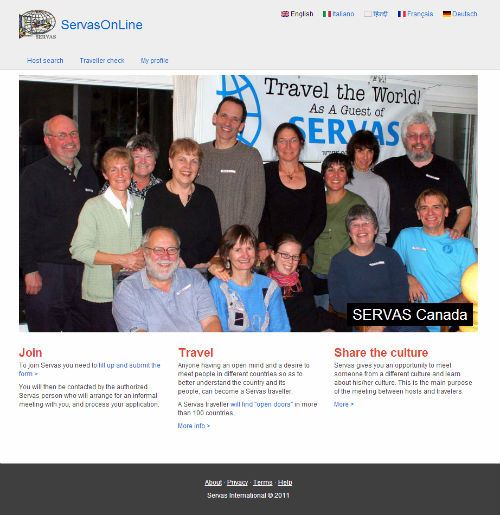 SERVAS
ServasOnLine
English Italiano हिन्दी Français Deutsch
Host search Traveller check My profile
Travel the World!
As A Guest of
SERVAS
SERVAS Canada
Join
To join Servas you need to fill up and submit the
form >
You will then be contacted by the authorized
Servas person who will arrange for an informal
meeting with you, and process your application.
Travel
Anyone having an open mind and a desire to
meet people in different countries so as to
better understand the country and its
people, can become a Servas traveller.
A Servas traveller will find "open doors" in more
than 100 countries.
More info >
Share the culture
Servas gives you an opportunity to meet
someone from a different culture and learn
about his/her culture. This is the main purpose
of the meeting between hosts and travelers.
More >
About · Privacy · Terms · Help
Servas International © 2011